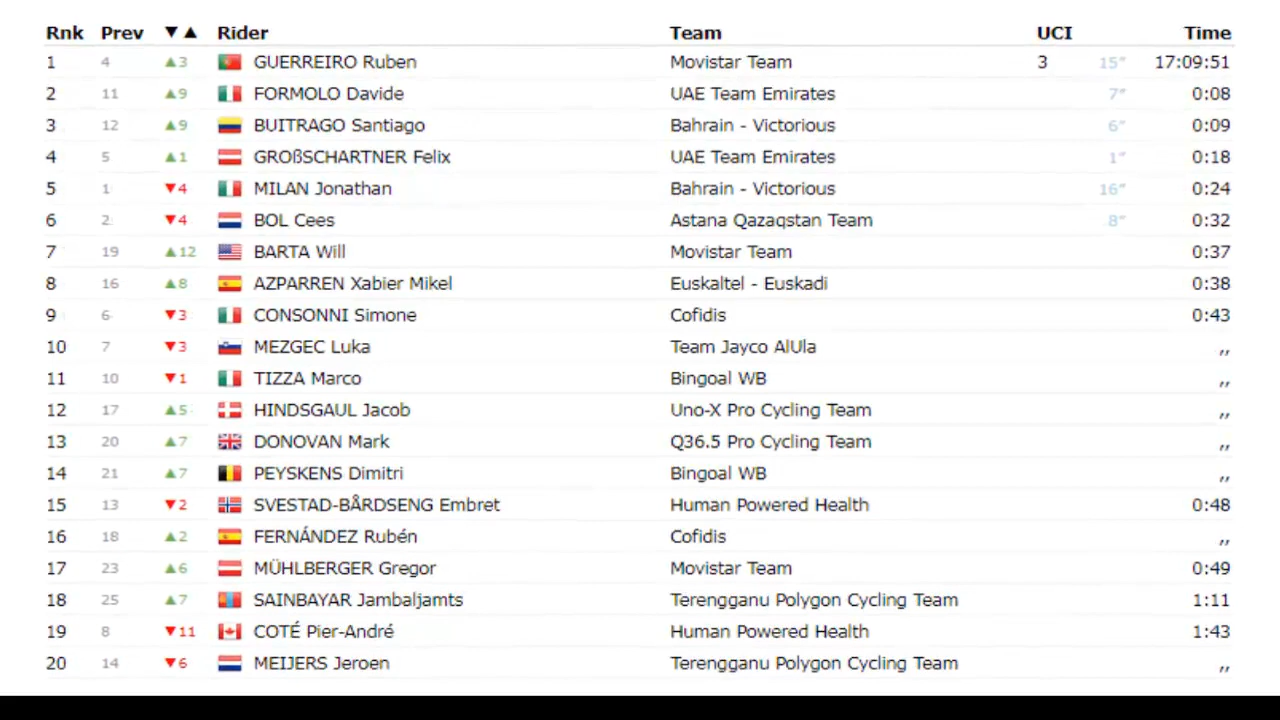 Rnk Prev ▼▲ Rider Team UCI Time
1 4 ▲3 GUERREIRO Ruben Movistar Team 3 15″ 17:09:51
2 11 ▲9 FORMOLO Davide UAE Team Emirates 7″ 0:08
3 12 ▲9 BUITRAGO Santiago Bahrain - Victorious 6″ 0:09
4 5 ▲1 GROßSCHARTNER Felix UAE Team Emirates 1″ 0:18
5 1 ▼4 MILAN Jonathan Bahrain - Victorious 16″ 0:24
6 2 ▼4 BOL Cees Astana Qazaqstan Team 8″ 0:32
7 19 ▲12 BARTA Will Movistar Team 0:37
8 16 ▲8 AZPARREN Xabier Mikel Euskaltel - Euskadi 0:38
9 6 ▼3 CONSONNI Simone Cofidis 0:43
10 7 ▼3 MEZGEC Luka Team Jayco AlUla ,,
11 10 ▼1 TIZZA Marco Bingoal WB ,,
12 17 ▲5 HINDSGAUL Jacob Uno-X Pro Cycling Team ,,
13 20 ▲7 DONOVAN Mark Q36.5 Pro Cycling Team ,,
14 21 ▲7 PEYSKENS Dimitri Bingoal WB ,,
15 13 ▼2 SVESTAD-BÅRDSENG Embret Human Powered Health 0:48
16 18 ▲2 FERNÁNDEZ Rubén Cofidis ,,
17 23 ▲6 MÜHLBERGER Gregor Movistar Team 0:49
18 25 ▲7 SAINBAYAR Jambaljamts Terengganu Polygon Cycling Team 1:11
19 8 ▼11 COTÉ Pier-André Human Powered Health 1:43
20 14 ▼6 MEIJERS Jeroen Terengganu Polygon Cycling Team ,,